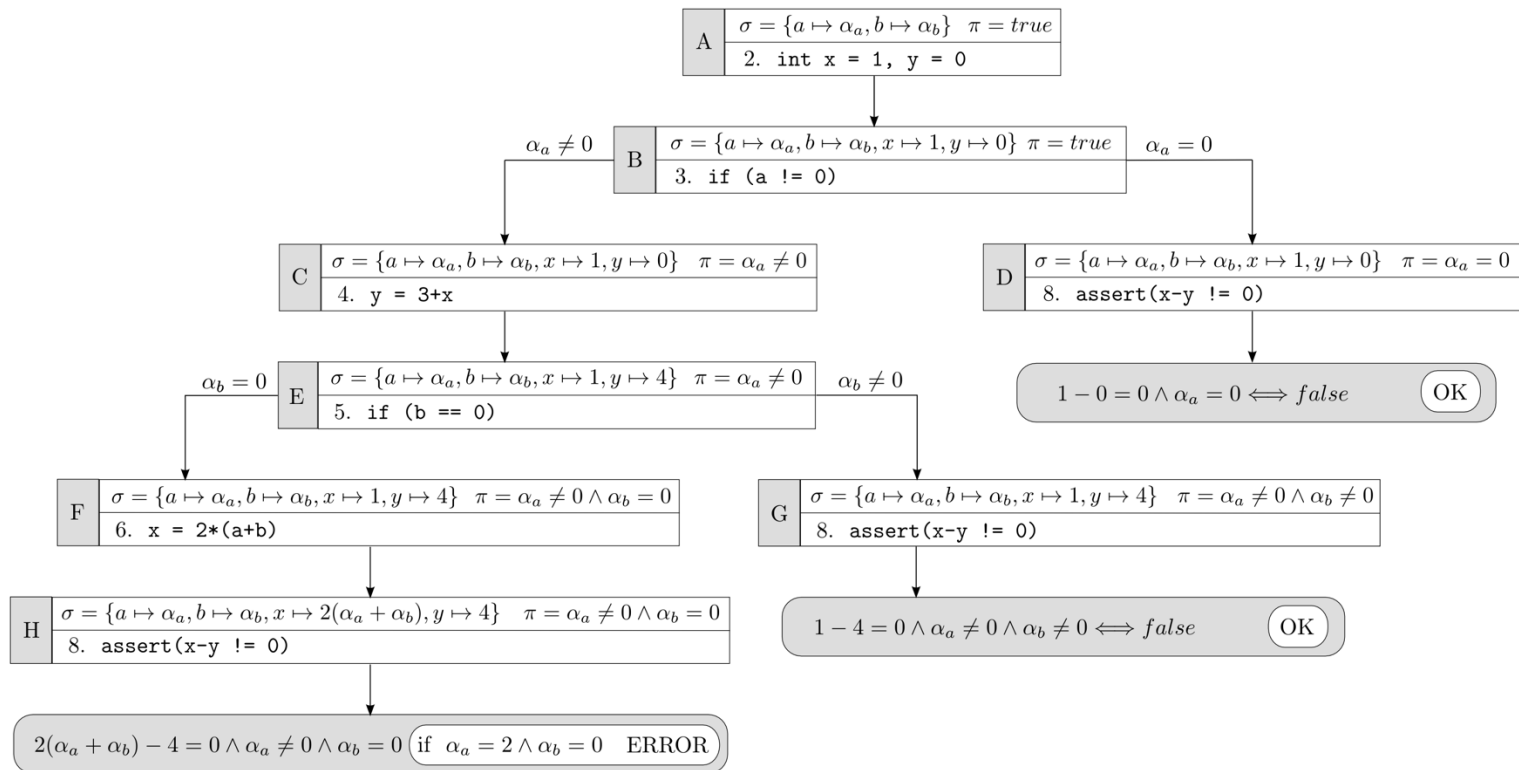 A
σ = {a ↦ α_a, b ↦ α_b} π = true
2. int x = 1, y = 0
α_a ≠ 0
B
σ = {a ↦ α_a, b ↦ α_b, x ↦ 1, y ↦ 0} π = true
3. if (a != 0)
α_a = 0
C
σ = {a ↦ α_a, b ↦ α_b, x ↦ 1, y ↦ 0} π = α_a ≠ 0
4. y = 3+x
D
σ = {a ↦ α_a, b ↦ α_b, x ↦ 1, y ↦ 0} π = α_a = 0
8. assert(x-y != 0)
α_b = 0
E
σ = {a ↦ α_a, b ↦ α_b, x ↦ 1, y ↦ 4} π = α_a ≠ 0
5. if (b == 0)
α_b ≠ 0
1 − 0 = 0 ∧ α_a = 0 ⟺ false OK
F
σ = {a ↦ α_a, b ↦ α_b, x ↦ 1, y ↦ 4} π = α_a ≠ 0 ∧ α_b = 0
6. x = 2*(a+b)
G
σ = {a ↦ α_a, b ↦ α_b, x ↦ 1, y ↦ 4} π = α_a ≠ 0 ∧ α_b ≠ 0
8. assert(x-y != 0)
H
σ = {a ↦ α_a, b ↦ α_b, x ↦ 2(α_a + α_b), y ↦ 4} π = α_a ≠ 0 ∧ α_b = 0
8. assert(x-y != 0)
1 − 4 = 0 ∧ α_a ≠ 0 ∧ α_b ≠ 0 ⟺ false OK
2(α_a + α_b) − 4 = 0 ∧ α_a ≠ 0 ∧ α_b = 0 if α_a = 2 ∧ α_b = 0 ERROR